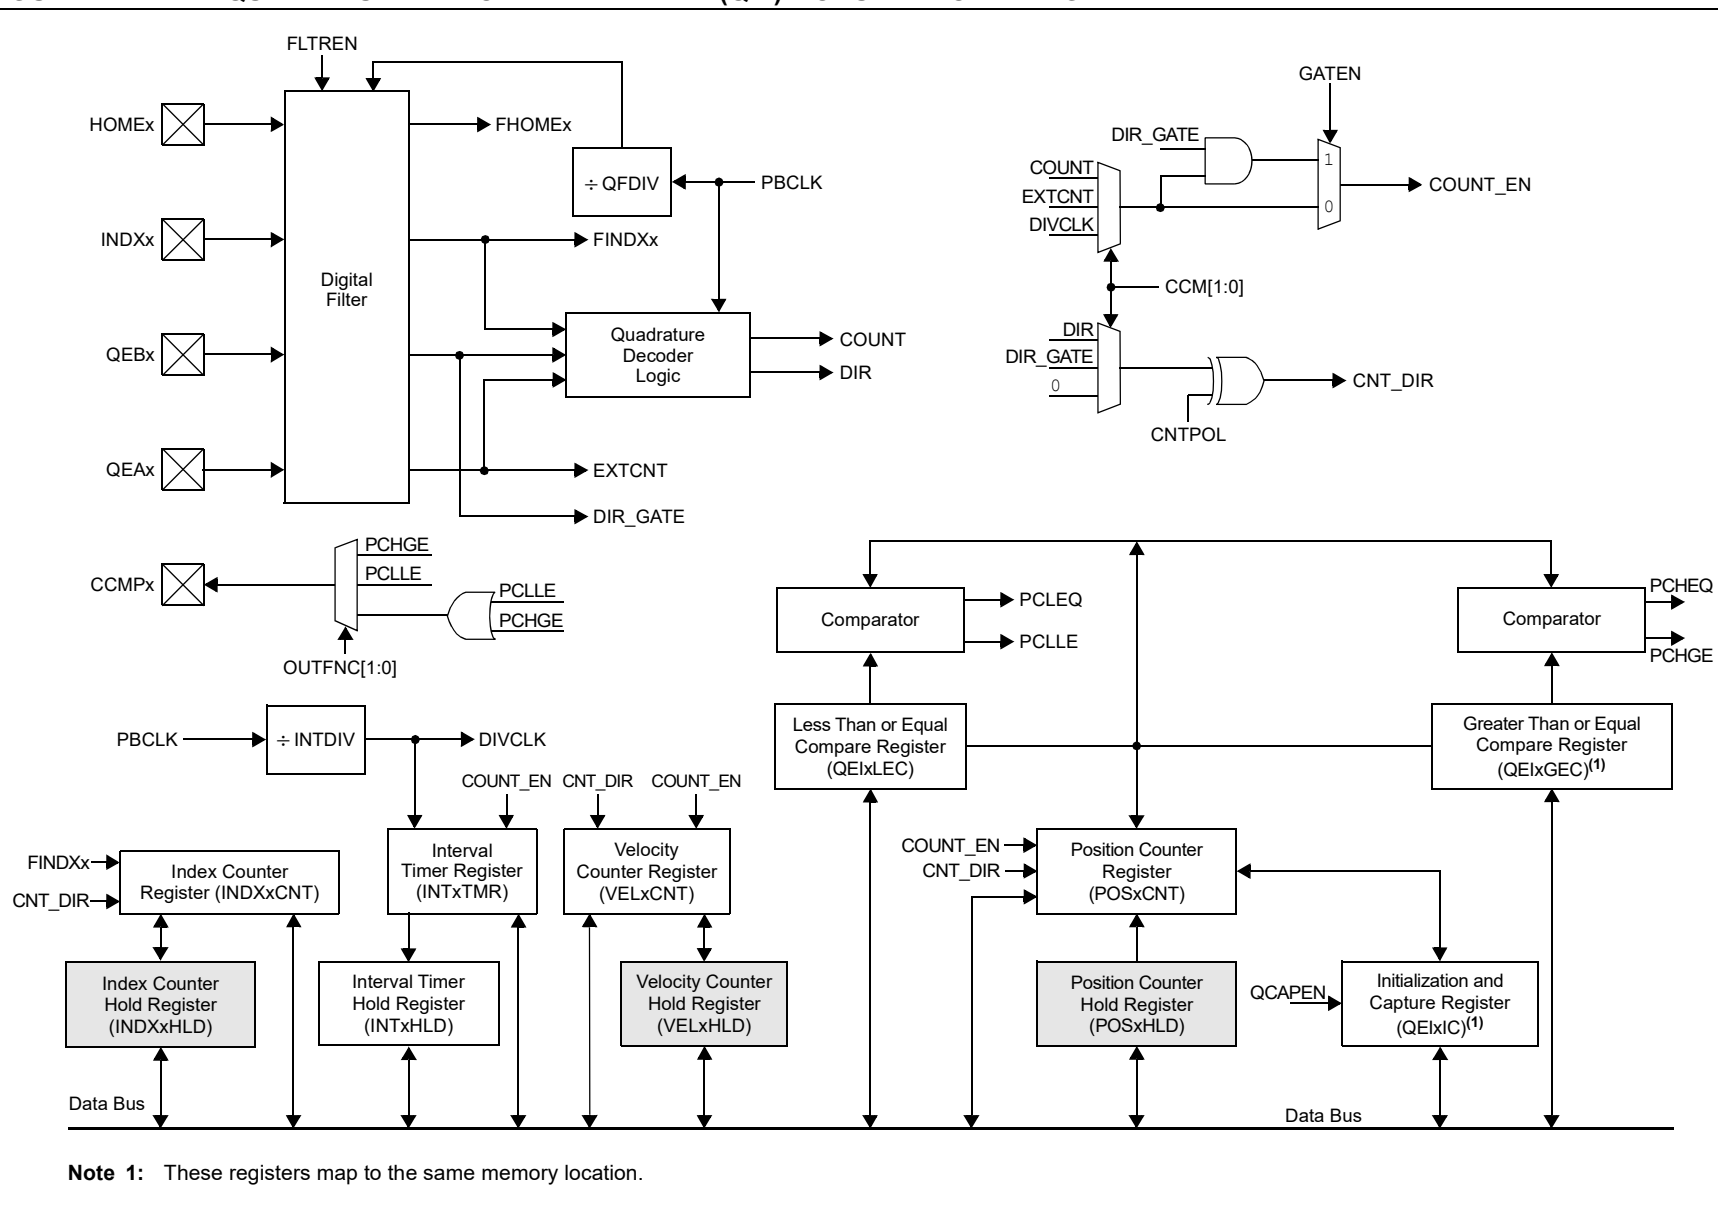 FLTREN
HOMEx
FHOMEx
÷ QFDIV
PBCLK
INDXx
FINDXx
Digital
Filter
QEBx
Quadrature
Decoder
Logic
COUNT
DIR
QEAx
EXTCNT
DIR_GATE
GATEN
DIR_GATE
COUNT
EXTCNT
DIVCLK
1
0
COUNT_EN
CCM[1:0]
DIR
DIR_GATE
0
CNT_DIR
CNTPOL
CCMPx
PCHGE
PCLLE
PCLLE
PCHGE
OUTFNC[1:0]
Comparator
PCLEQ
PCLLE
Comparator
PCHEQ
PCHGE
PBCLK
÷ INTDIV
DIVCLK
Less Than or Equal
Compare Register
(QEIxLEC)
Greater Than or Equal
Compare Register
(QEIxGEC)(1)
COUNT_EN
CNT_DIR
COUNT_EN
FINDXx
CNT_DIR
Index Counter
Register (INDXxCNT)
Interval
Timer Register
(INTxTMR)
Velocity
Counter Register
(VELxCNT)
COUNT_EN
CNT_DIR
Position Counter
Register
(POSxCNT)
Index Counter
Hold Register
(INDXxHLD)
Interval Timer
Hold Register
(INTxHLD)
Velocity Counter
Hold Register
(VELxHLD)
Position Counter
Hold Register
(POSxHLD)
QCAPEN
Initialization and
Capture Register
(QEIxIC)(1)
Data Bus
Data Bus
Note 1: These registers map to the same memory location.